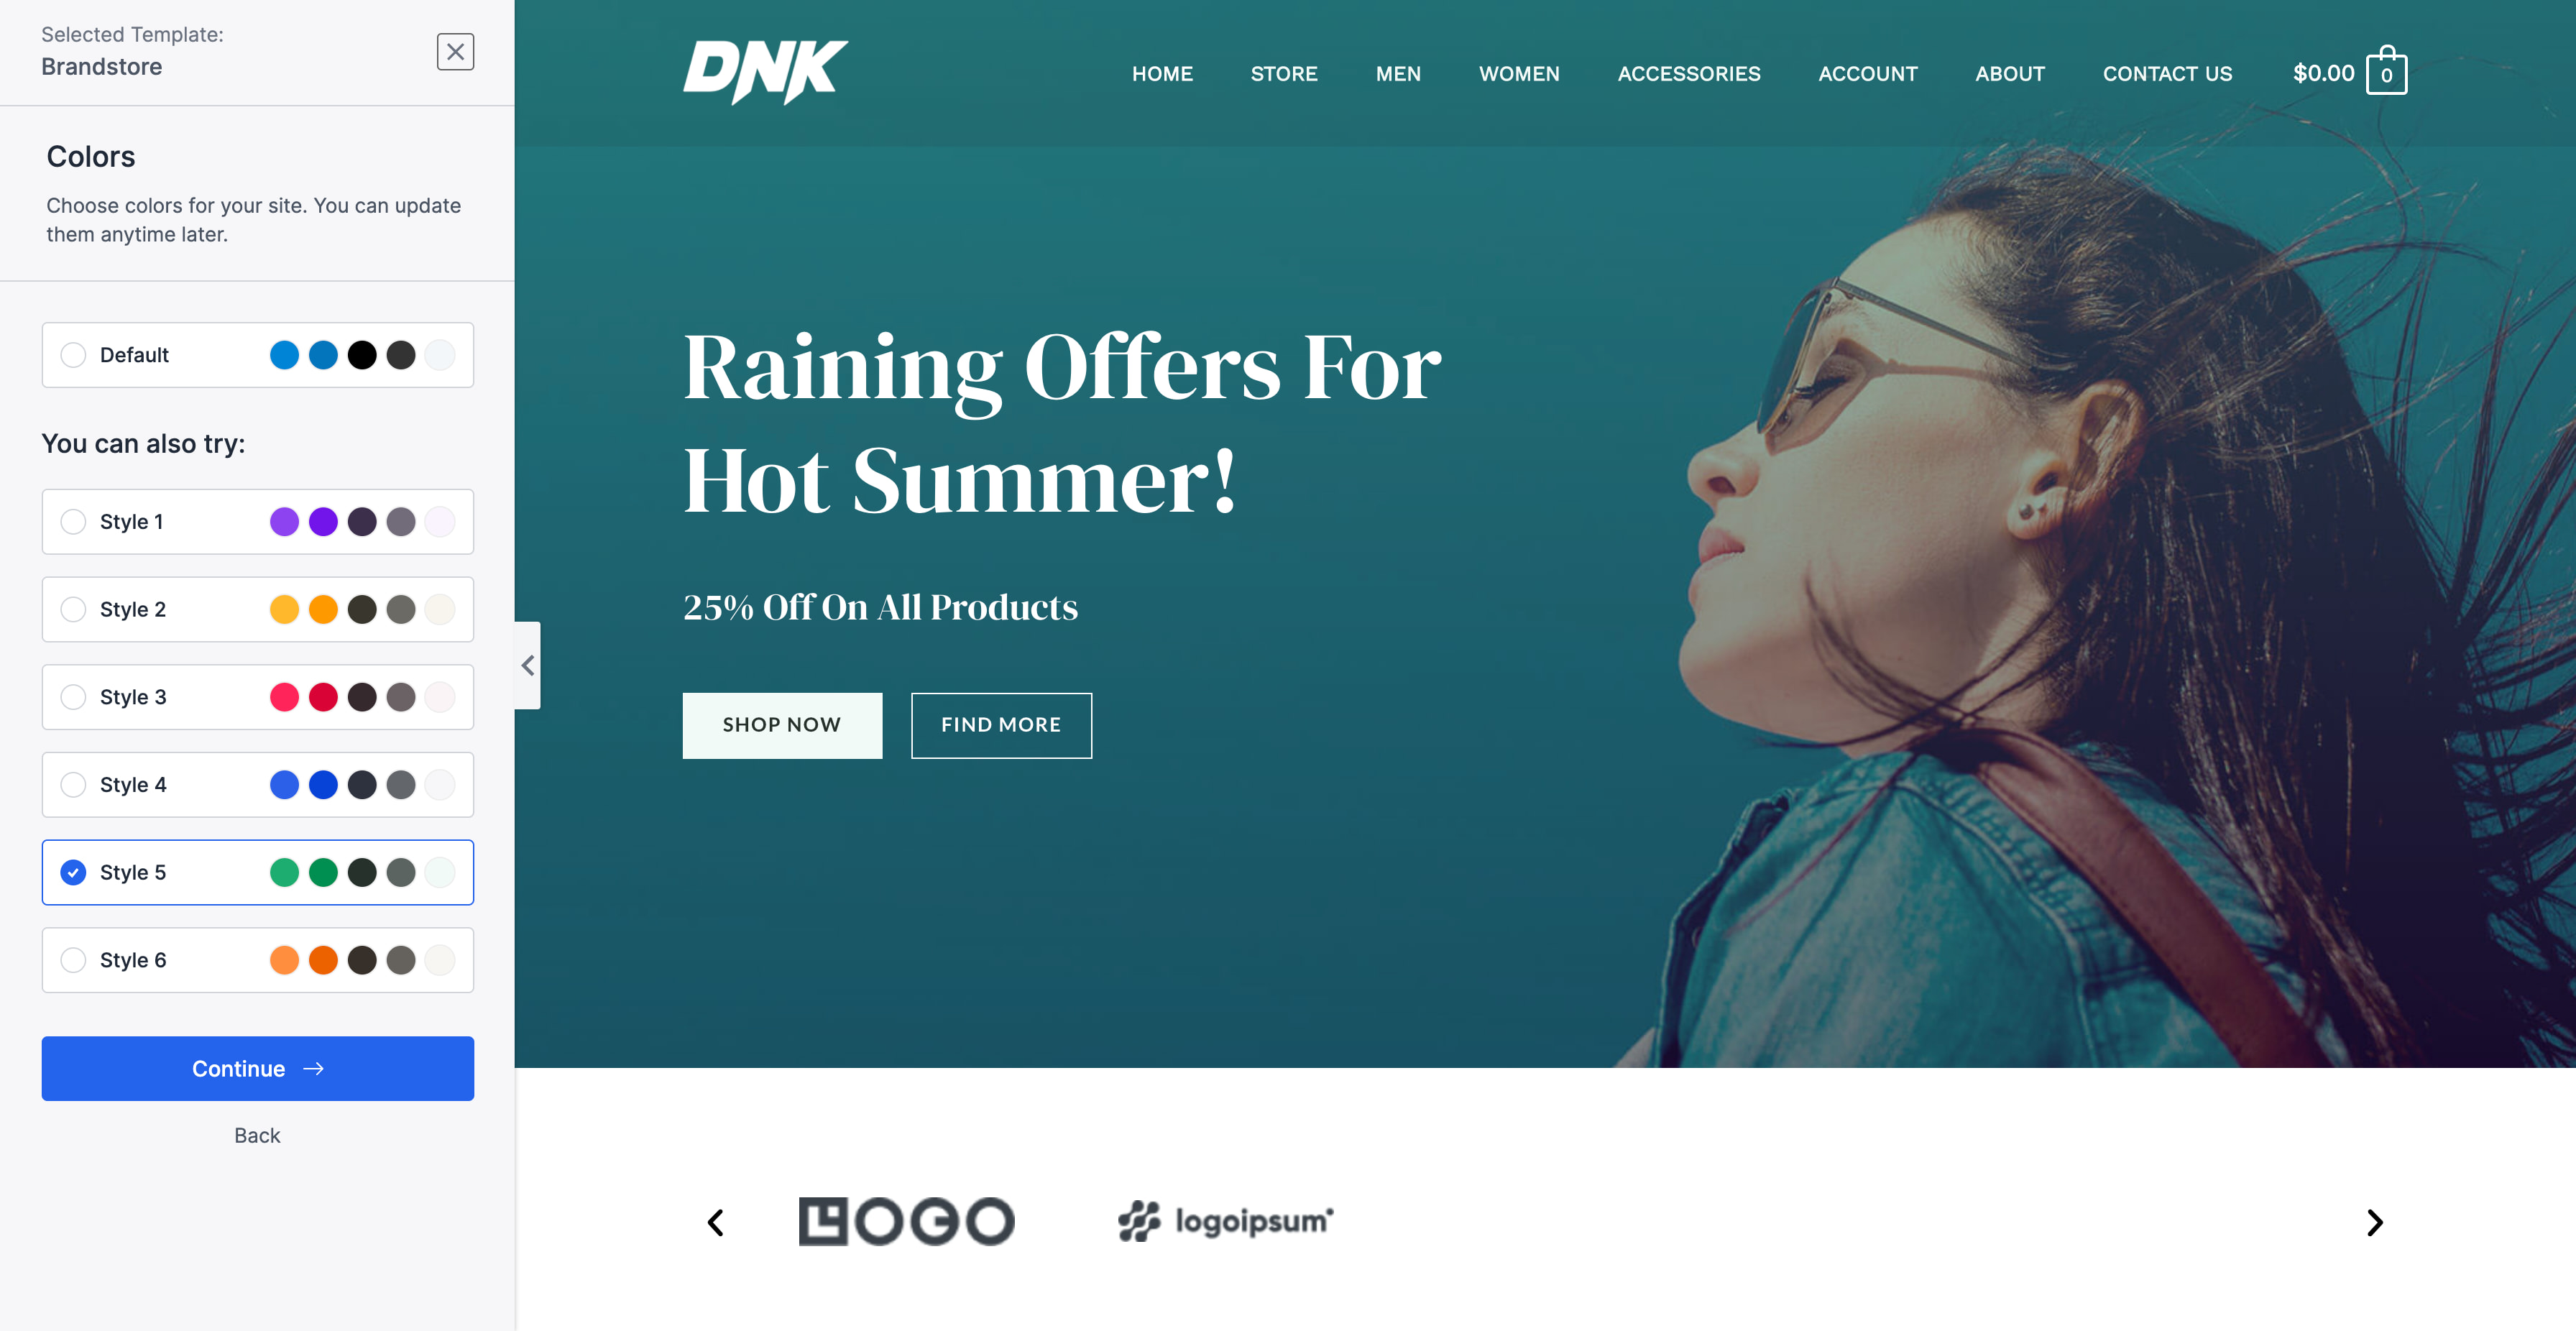 Selected Template:
Brandstore
Colors
Choose colors for your site. You can update
them anytime later.
Default
You can also try:
Style 1
Style 2
Style 3
Style 4
Style 5
Style 6
Continue
Back
DNK
HOME STORE MEN WOMEN ACCESSORIES ACCOUNT ABOUT CONTACT US $0.00 0
Raining Offers For
Hot Summer!
25% Off On All Products
SHOP NOW FIND MORE
LOGO logoipsum